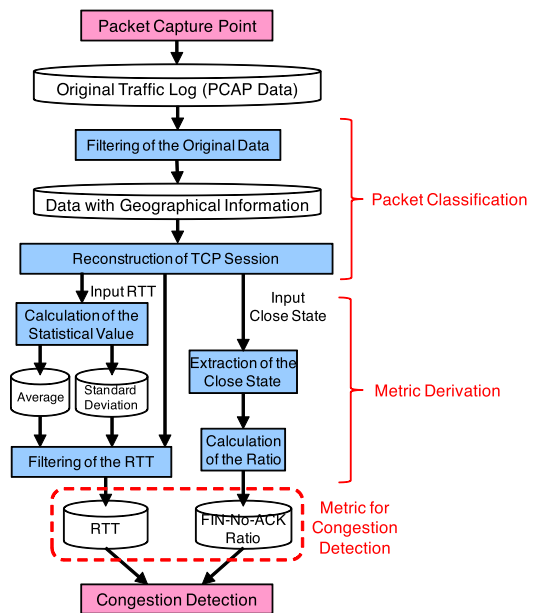 Packet Capture Point
Original Traffic Log (PCAP Data)
Filtering of the Original Data
Data with Geographical Information
Packet Classification
Reconstruction of TCP Session
Input RTT
Input
Close State
Calculation of the
Statistical Value
Extraction of the
Close State
Average
Standard
Deviation
Metric Derivation
Calculation
of the Ratio
Filtering of the RTT
RTT
FIN-No-ACK
Ratio
Metric for
Congestion
Detection
Congestion Detection